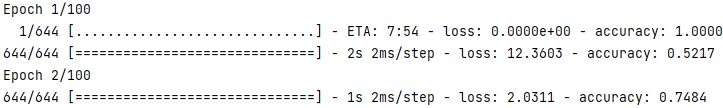 Epoch 1/100
1/644 [..............................] - ETA: 7:54 - loss: 0.0000e+00 - accuracy: 1.0000
644/644 [==============================] - 2s 2ms/step - loss: 12.3603 - accuracy: 0.5217
Epoch 2/100
644/644 [==============================] - 1s 2ms/step - loss: 2.0311 - accuracy: 0.7484